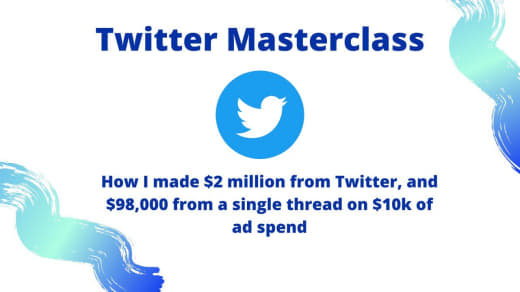 Twitter Masterclass
How I made $2 million from Twitter, and
$98,000 from a single thread on $10k of
ad spend